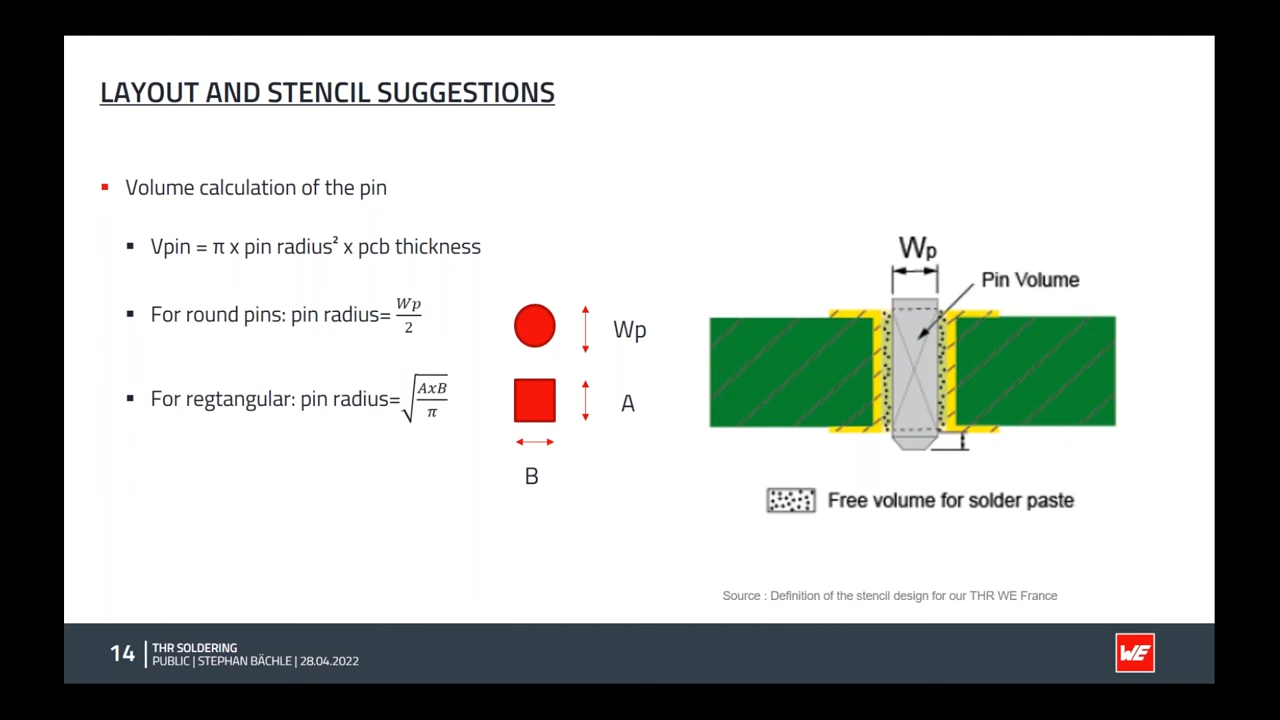 LAYOUT AND STENCIL SUGGESTIONS
Volume calculation of the pin
Vpin = π x pin radius² x pcb thickness
For round pins: pin radius= Wp/2
For regtangular: pin radius=√(AxB/π)
Wp
A
B
Wp
Pin Volume
Free volume for solder paste
Source : Definition of the stencil design for our THR WE France
14
THR SOLDERING
PUBLIC | STEPHAN BÄCHLE | 28.04.2022
WE